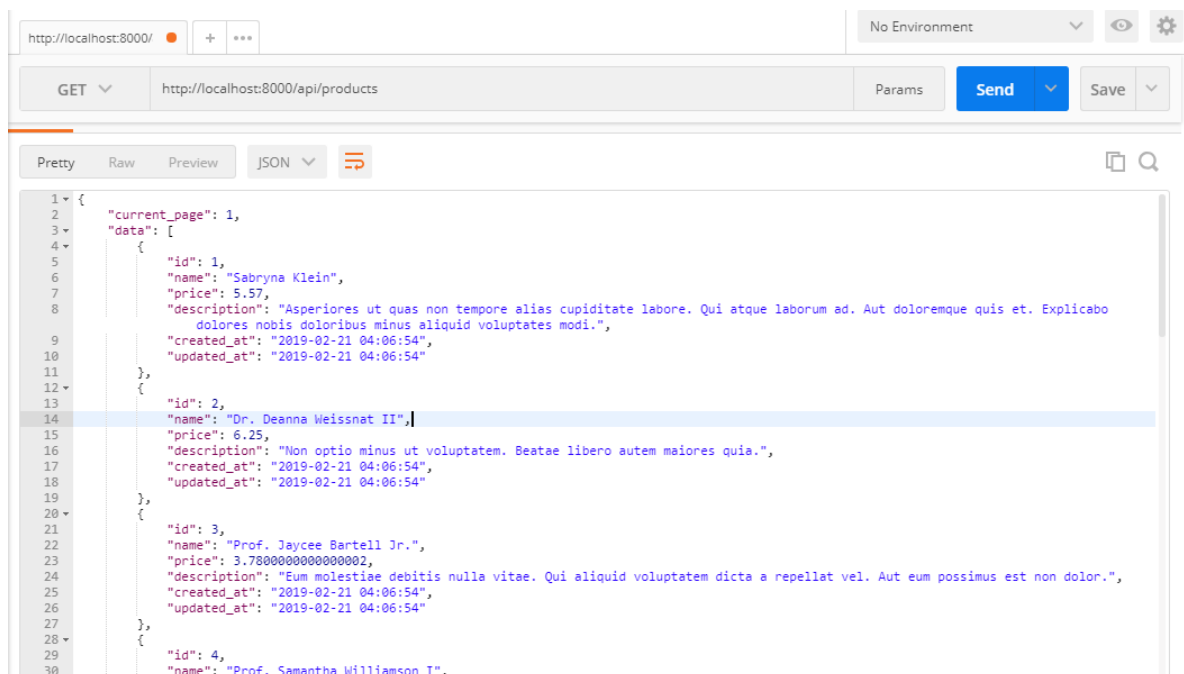 http://localhost:8000/
No Environment
GET
http://localhost:8000/api/products
Params
Send
Save
Pretty
Raw
Preview
JSON
1 {
2 "current_page": 1,
3 "data": [
4 {
5 "id": 1,
6 "name": "Sabryna Klein",
7 "price": 5.57,
8 "description": "Asperiores ut quas non tempore alias cupiditate labore. Qui atque laborum ad. Aut doloremque quis et. Explicabo
dolores nobis doloribus minus aliquid voluptates modi.",
9 "created_at": "2019-02-21 04:06:54",
10 "updated_at": "2019-02-21 04:06:54"
11 },
12 {
13 "id": 2,
14 "name": "Dr. Deanna Weissnat II",
15 "price": 6.25,
16 "description": "Non optio minus ut voluptatem. Beatae libero autem maiores quia.",
17 "created_at": "2019-02-21 04:06:54",
18 "updated_at": "2019-02-21 04:06:54"
19 },
20 {
21 "id": 3,
22 "name": "Prof. Jaycee Bartell Jr.",
23 "price": 3.7800000000000002,
24 "description": "Eum molestiae debitis nulla vitae. Qui aliquid voluptatem dicta a repellat vel. Aut eum possimus est non dolor.",
25 "created_at": "2019-02-21 04:06:54",
26 "updated_at": "2019-02-21 04:06:54"
27 },
28 {
29 "id": 4,
30 "name": "Prof. Samantha Williamson I",